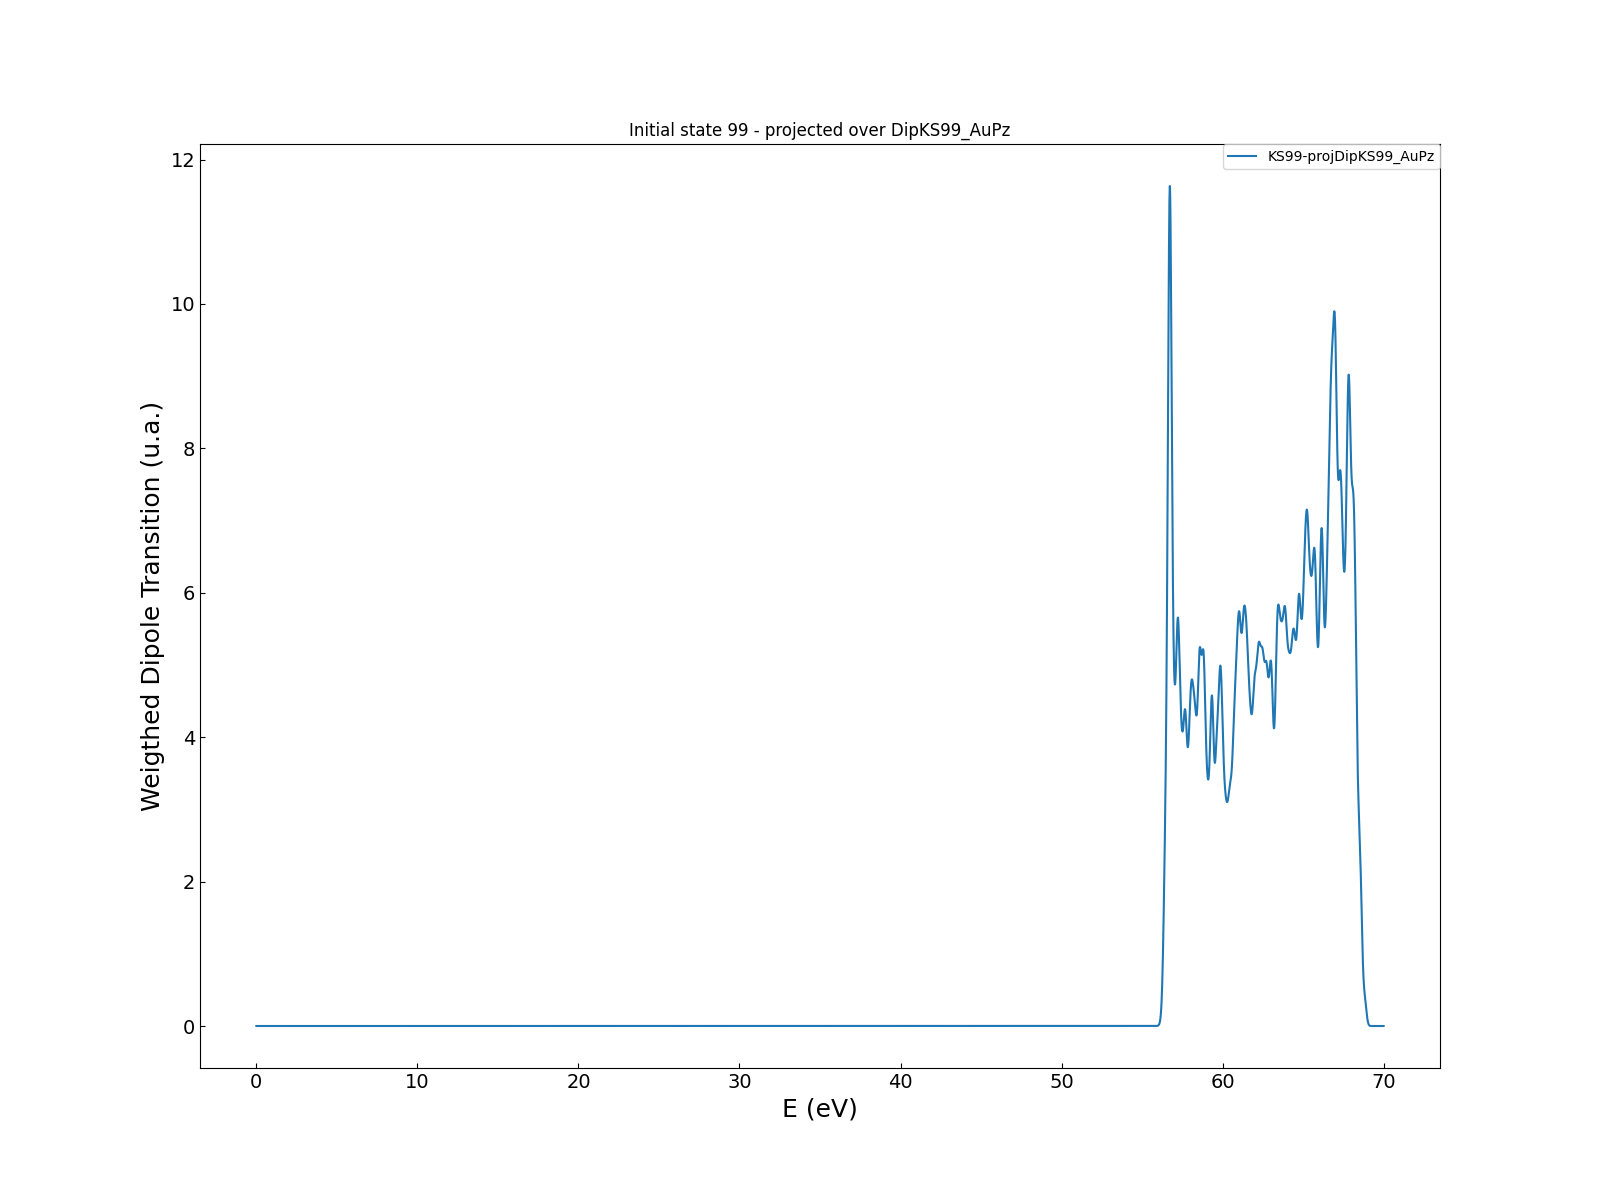 Initial state 99 - projected over DipKS99_AuPz
KS99-projDipKS99_AuPz
12
10
8
6
4
2
0
Weigthed Dipole Transition (u.a.)
0 10 20 30 40 50 60 70
E (eV)